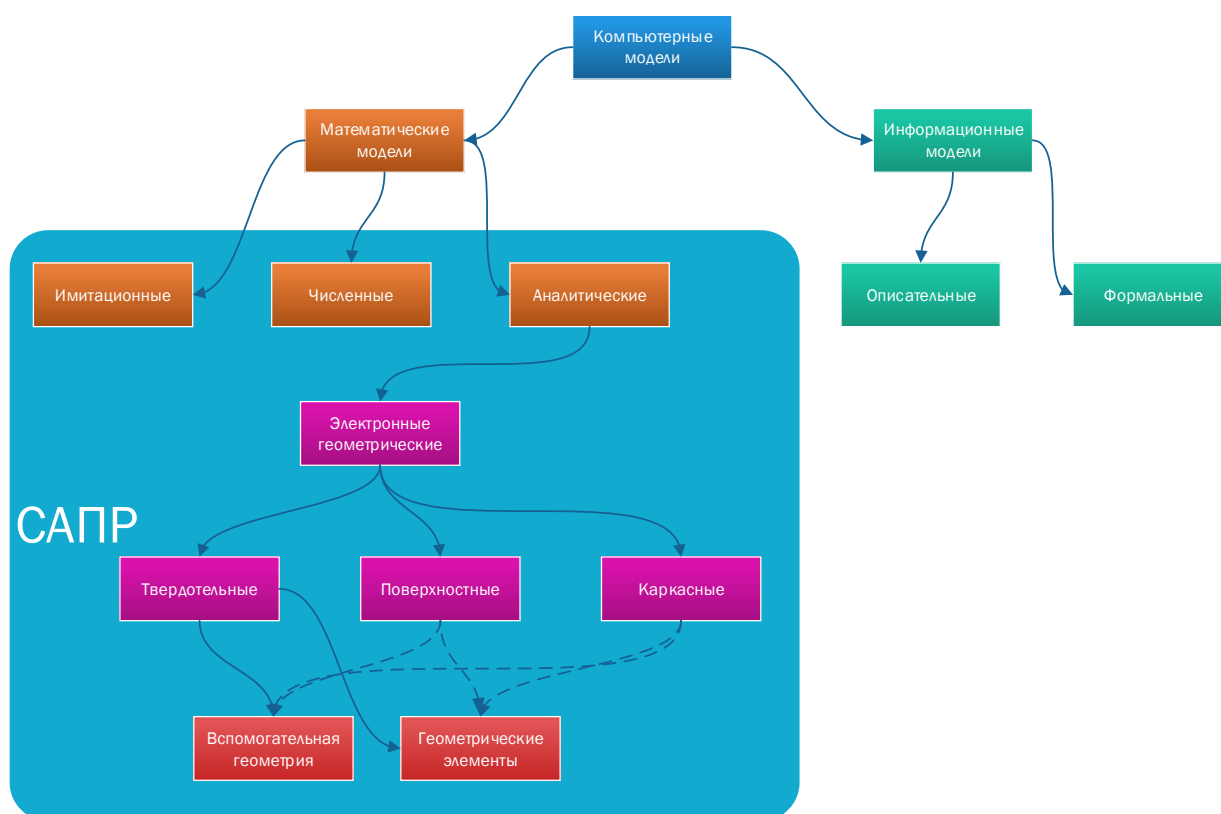 Компьютерные
модели
Математические
модели
Информационные
модели
Имитационные
Численные
Аналитические
Описательные
Формальные
Электронные
геометрические
САПР
Твердотельные
Поверхностные
Каркасные
Вспомогательная
геометрия
Геометрические
элементы